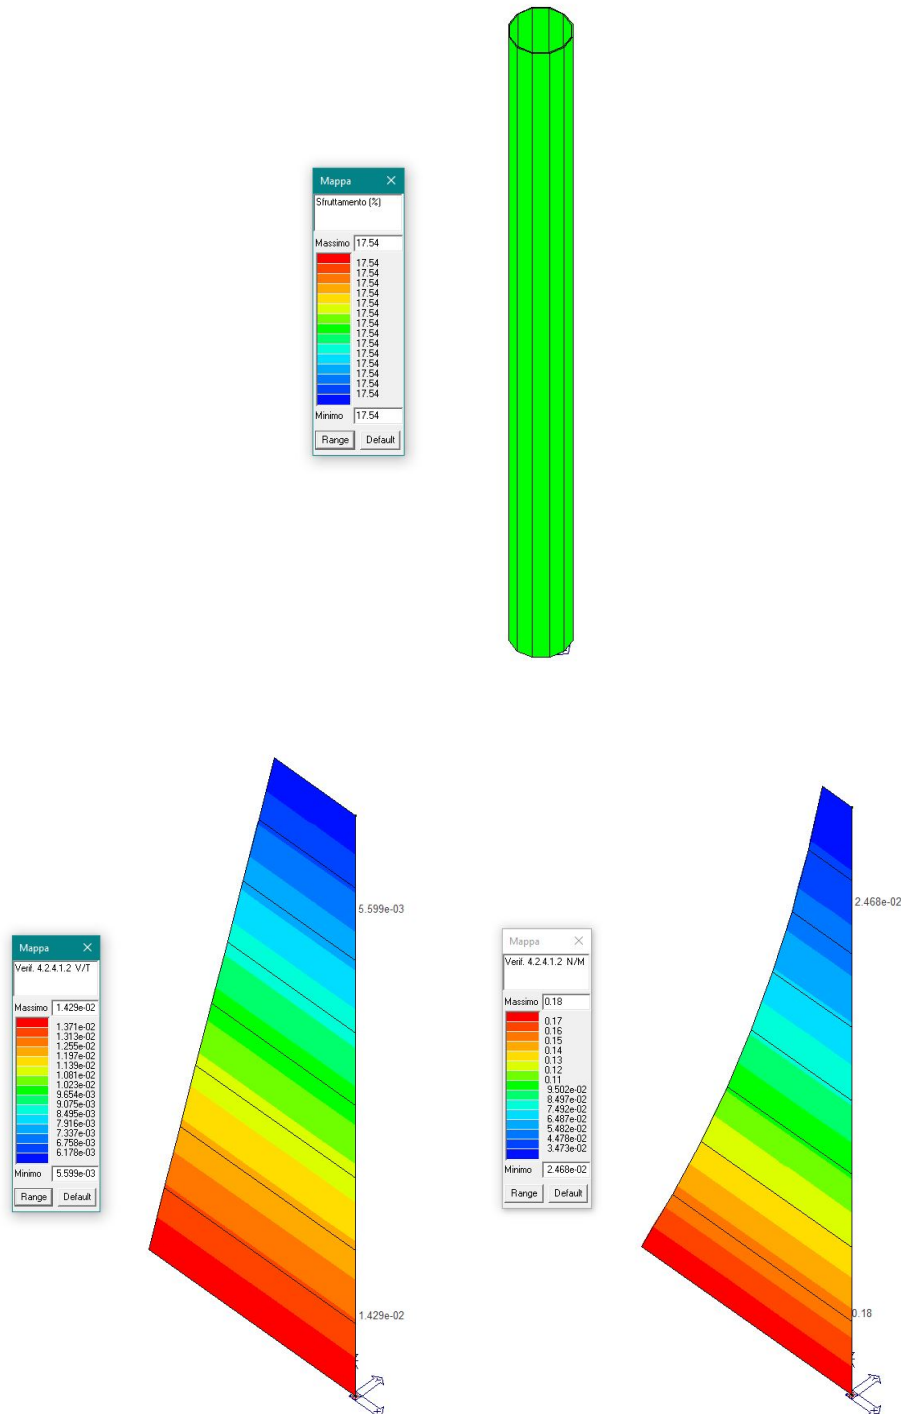 Mappa
Sfruttamento (%)
Massimo 17.54
17.54
17.54
17.54
17.54
17.54
17.54
17.54
17.54
17.54
17.54
17.54
17.54
17.54
17.54
Minimo 17.54
Range Default
5.599e-03
1.429e-02
Mappa
Verif. 4.2.4.1.2 V/T
Massimo 1.429e-02
1.371e-02
1.313e-02
1.255e-02
1.197e-02
1.139e-02
1.081e-02
1.023e-02
9.654e-03
9.075e-03
8.495e-03
7.916e-03
7.337e-03
6.758e-03
6.178e-03
Minimo 5.599e-03
Range Default
2.468e-02
0.18
Mappa
Verif. 4.2.4.1.2 N/M
Massimo 0.18
0.17
0.16
0.15
0.14
0.13
0.12
0.11
9.502e-02
8.497e-02
7.492e-02
6.487e-02
5.482e-02
4.478e-02
3.473e-02
Minimo 2.468e-02
Range Default